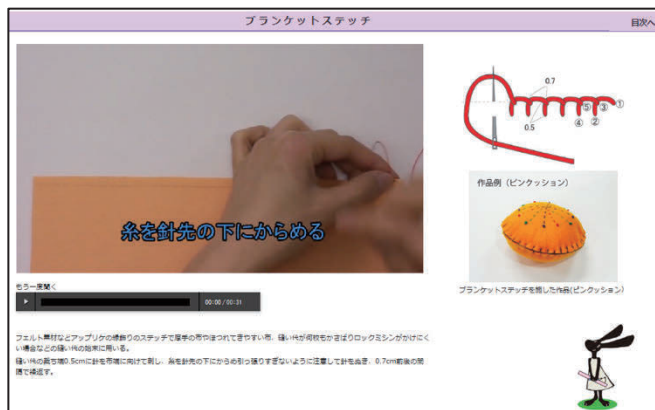 ブランケットステッチ
目次へ
糸を針先の下にからめる
0.7
0.5
①
③
⑤
②
④
作品例（ピンクッション）
ブランケットステッチを施した作品(ピンクッション)
もう一度聞く
00:00 / 00:31
フェルト素材などアップリケの縁飾りのステッチで厚手の布やほつれてきやすい布、縫い代が何枚もかさばりロックミシンがかけにく
い場合などの縫い代の始末に用いる。
縫い代の裁ち端0.5cmに針を布端に向けて刺し、糸を針先の下にからめ引っ張りすぎないように注意して針をぬき、0.7cm前後の間
隔で繰返す。